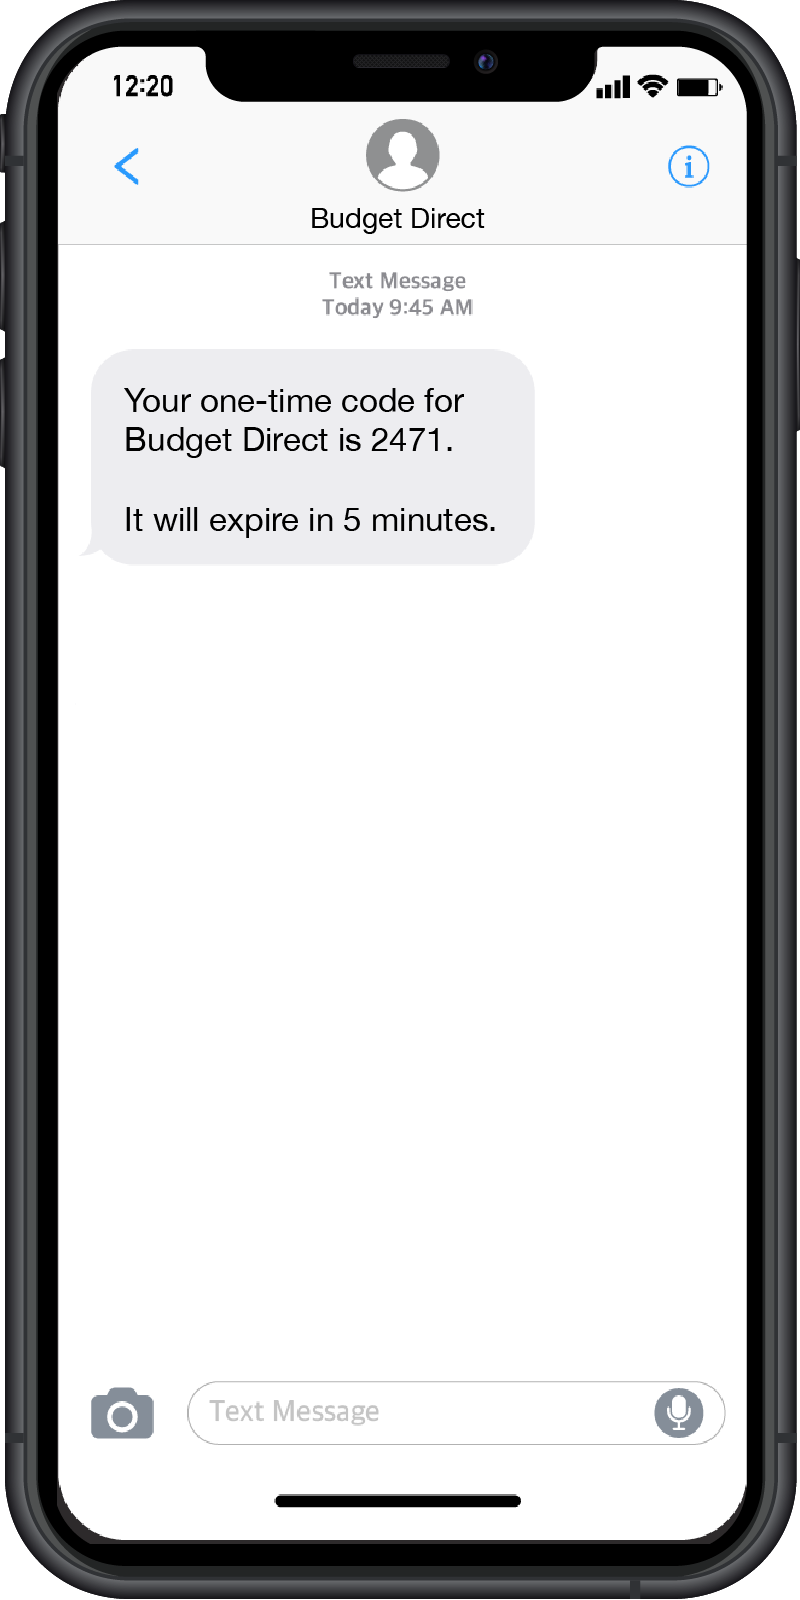 12:20
Budget Direct
Text Message
Today 9:45 AM
Your one-time code for
Budget Direct is 2471.
It will expire in 5 minutes.
Text Message